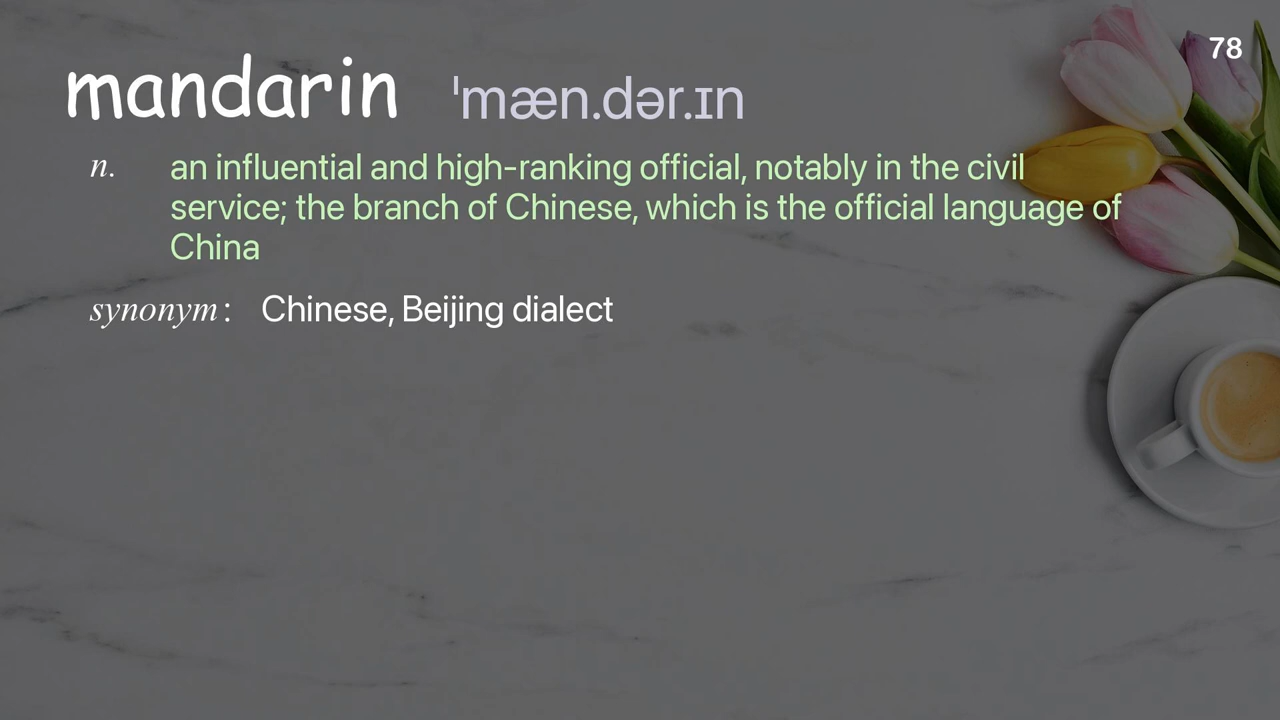 78
mandarin ˈmæn.dər.ɪn
n. an influential and high-ranking official, notably in the civil
service; the branch of Chinese, which is the official language of
China
synonym: Chinese, Beijing dialect